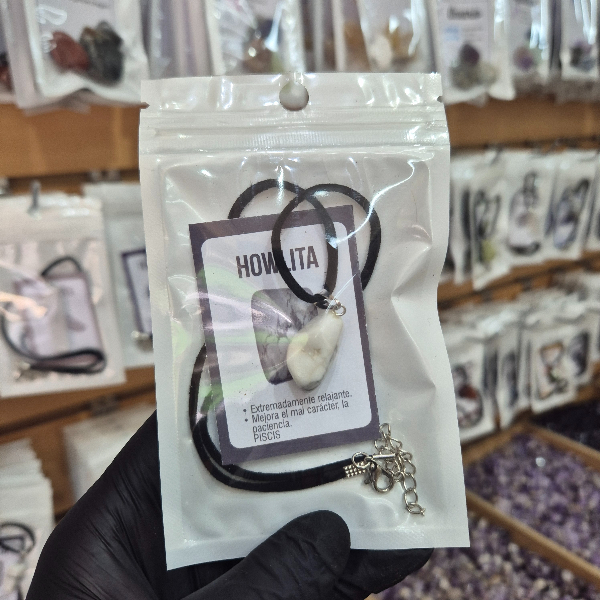 HOWLITA
• Extremadamente relajante.
• Mejora el mal carácter, la
paciencia.
PISCIS